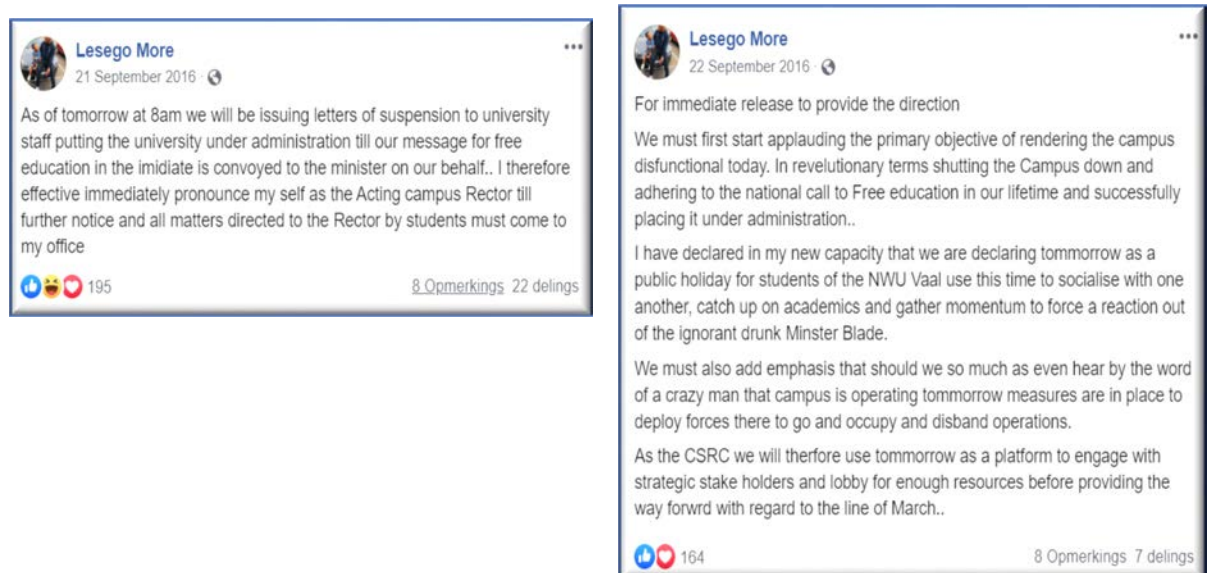 Lesego More
21 September 2016
As of tomorrow at 8am we will be issuing letters of suspension to university
staff putting the university under administration till our message for free
education in the imidiate is convoyed to the minister on our behalf.. I therefore
effective immediately pronounce my self as the Acting campus Rector till
further notice and all matters directed to the Rector by students must come to
my office
195
8 Opmerkings 22 delings
Lesego More
22 September 2016
For immediate release to provide the direction
We must first start applauding the primary objective of rendering the campus
disfunctional today. In revelutionary terms shutting the Campus down and
adhering to the national call to Free education in our lifetime and successfully
placing it under administration..
I have declared in my new capacity that we are declaring tommorrow as a
public holiday for students of the NWU Vaal use this time to socialise with one
another, catch up on academics and gather momentum to force a reaction out
of the ignorant drunk Minster Blade.
We must also add emphasis that should we so much as even hear by the word
of a crazy man that campus is operating tommorrow measures are in place to
deploy forces there to go and occupy and disband operations.
As the CSRC we will therfore use tommorrow as a platform to engage with
strategic stake holders and lobby for enough resources before providing the
way forwrd with regard to the line of March..
164
8 Opmerkings 7 delings